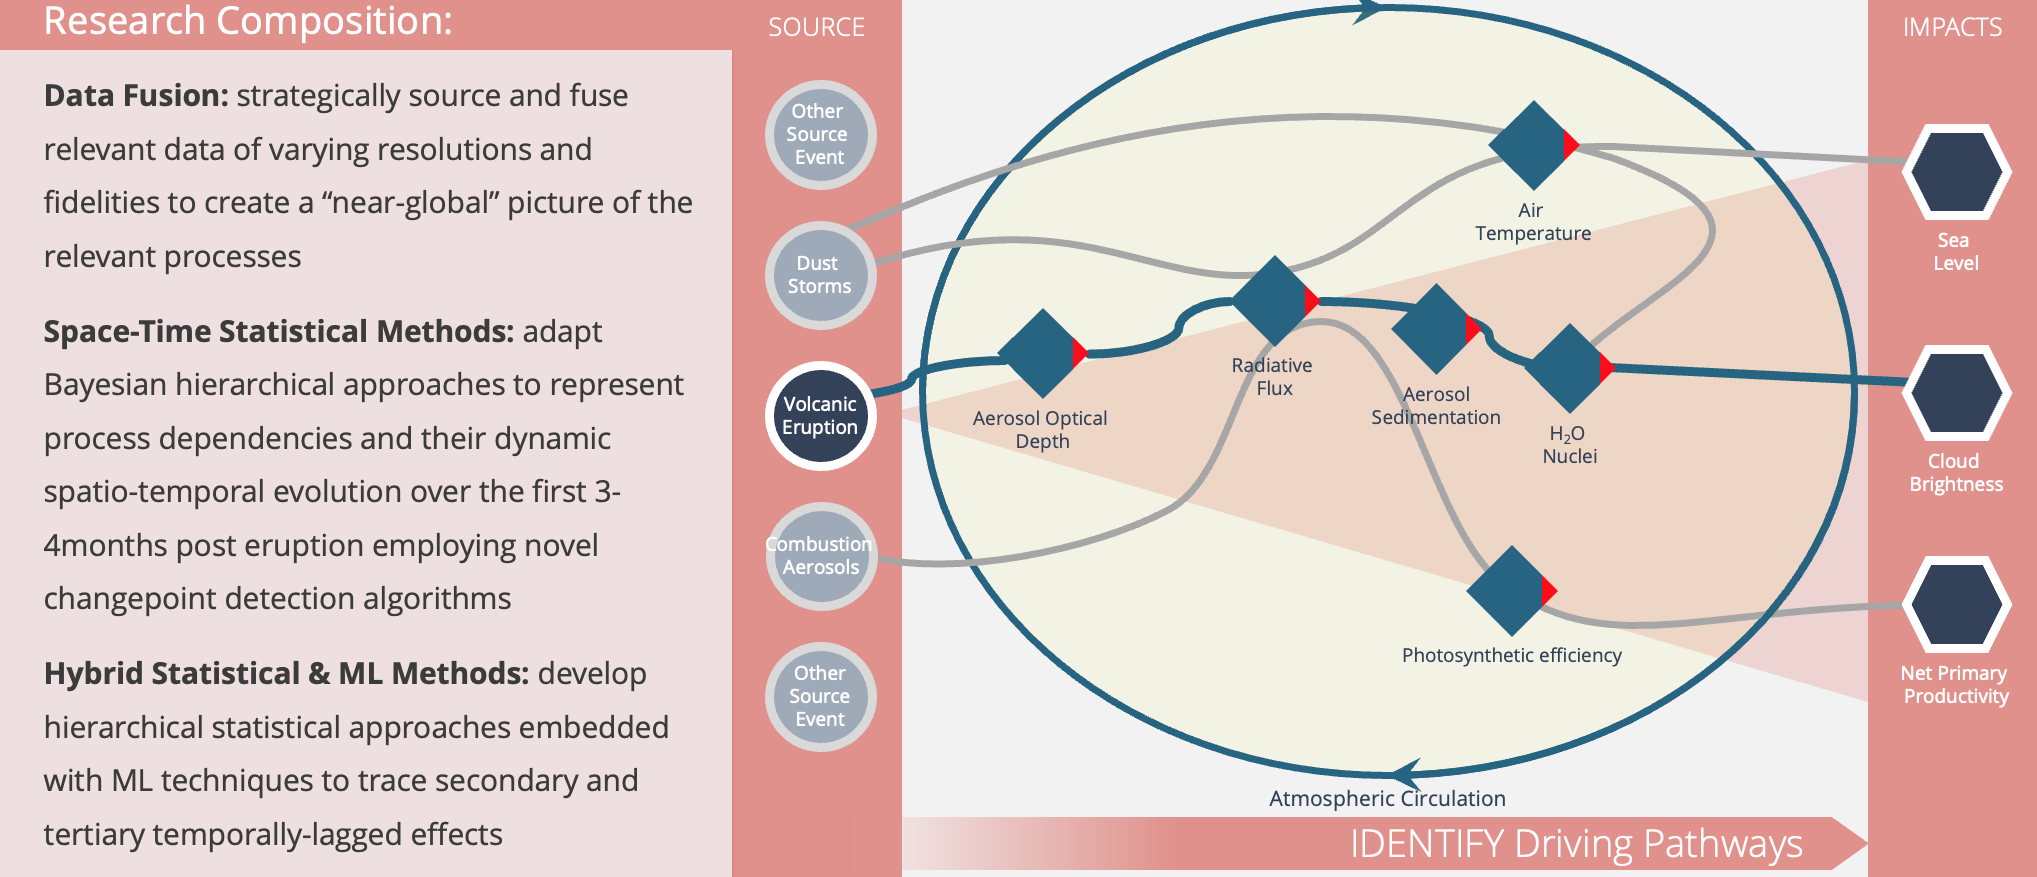 Research Composition:
Data Fusion: strategically source and fuse
relevant data of varying resolutions and
fidelities to create a “near-global” picture of the
relevant processes
Space-Time Statistical Methods: adapt
Bayesian hierarchical approaches to represent
process dependencies and their dynamic
spatio-temporal evolution over the first 3-
4months post eruption employing novel
changepoint detection algorithms
Hybrid Statistical & ML Methods: develop
hierarchical statistical approaches embedded
with ML techniques to trace secondary and
tertiary temporally-lagged effects
SOURCE
Other
Source
Event
Dust
Storms
Volcanic
Eruption
Combustion
Aerosols
Other
Source
Event
Air
Temperature
Radiative
Flux
Aerosol Optical
Depth
Aerosol
Sedimentation
H₂O
Nuclei
Photosynthetic efficiency
Atmospheric Circulation
IDENTIFY Driving Pathways
IMPACTS
Sea
Level
Cloud
Brightness
Net Primary
Productivity